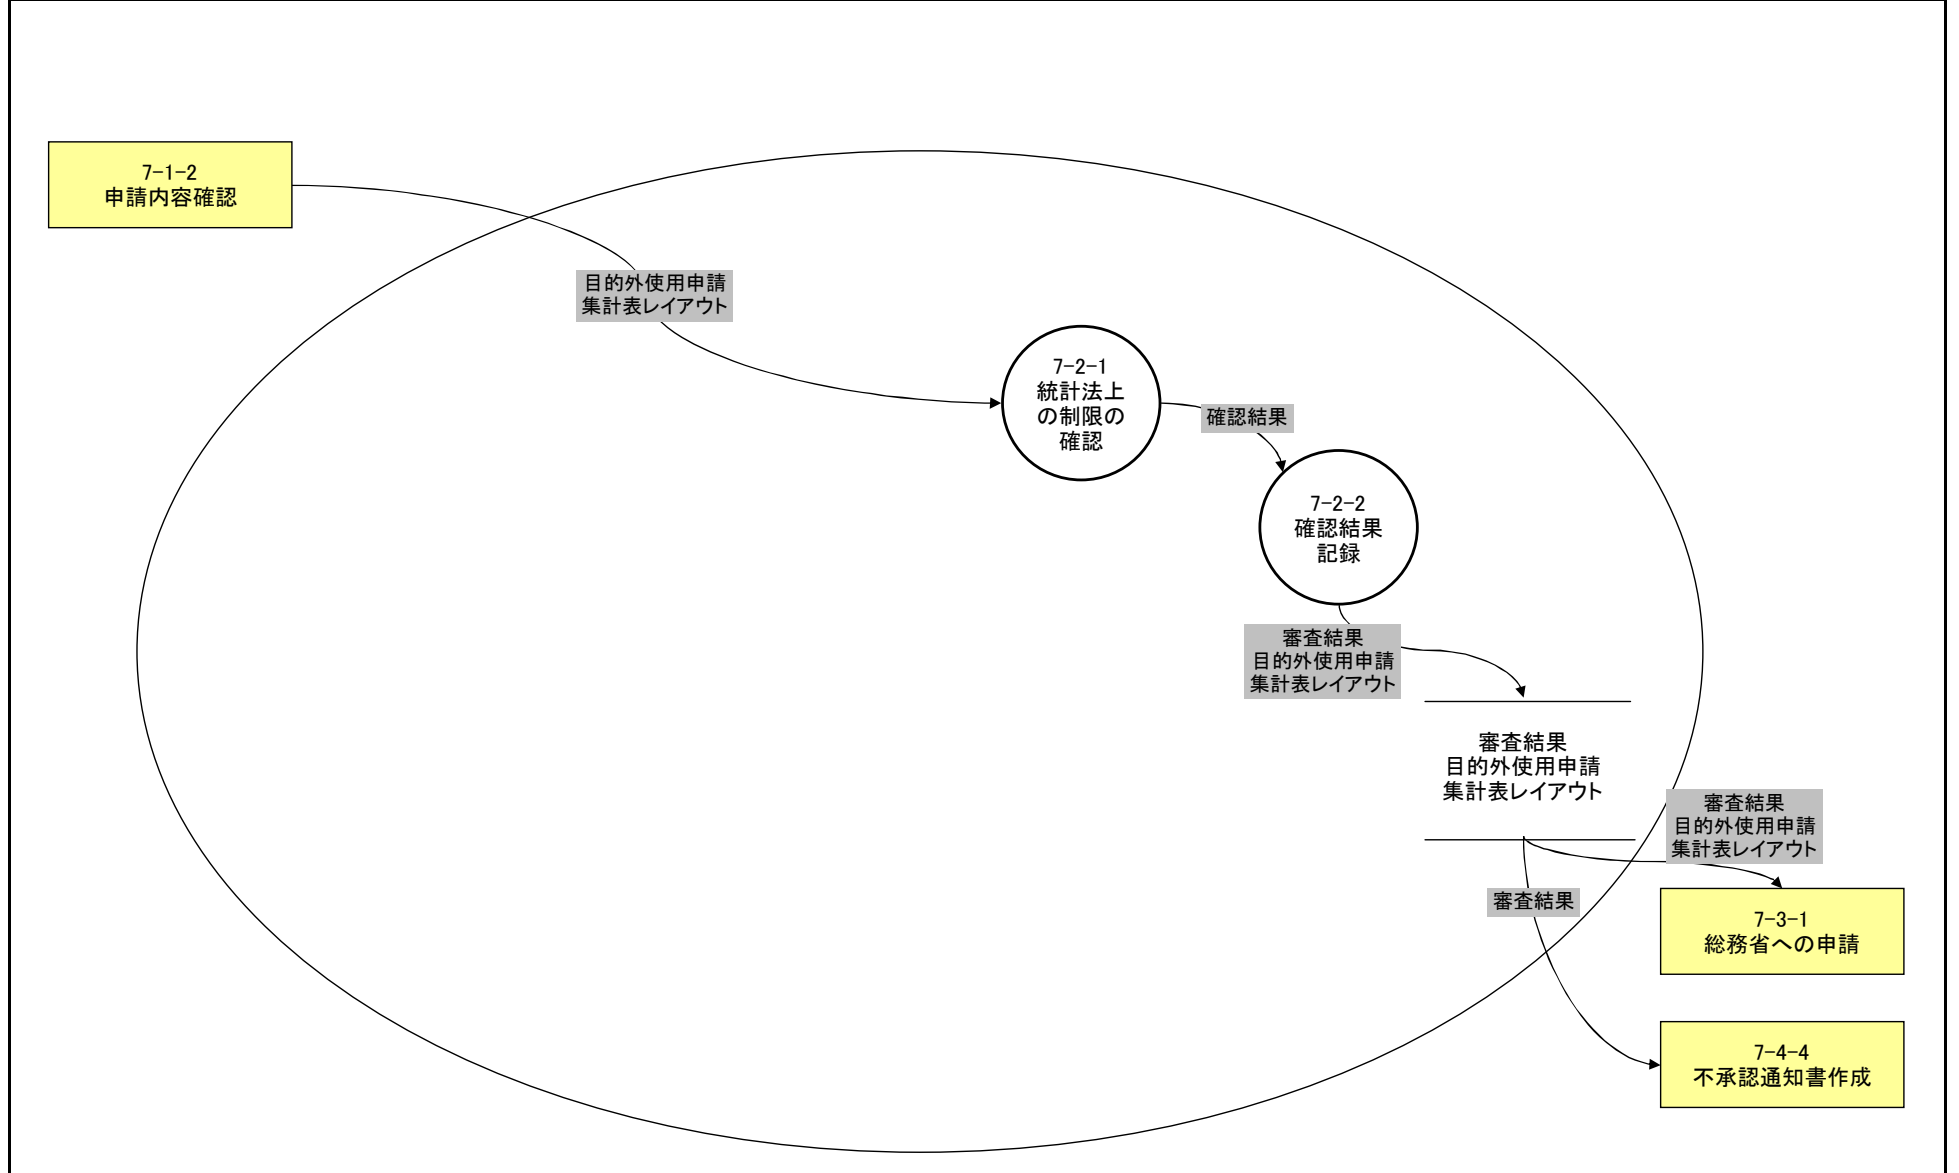 7-1-2
申請内容確認
目的外使用申請
集計表レイアウト
7-2-1
統計法上
の制限の
確認
確認結果
7-2-2
確認結果
記録
審査結果
目的外使用申請
集計表レイアウト
審査結果
目的外使用申請
集計表レイアウト
審査結果
目的外使用申請
集計表レイアウト
審査結果
7-3-1
総務省への申請
7-4-4
不承認通知書作成